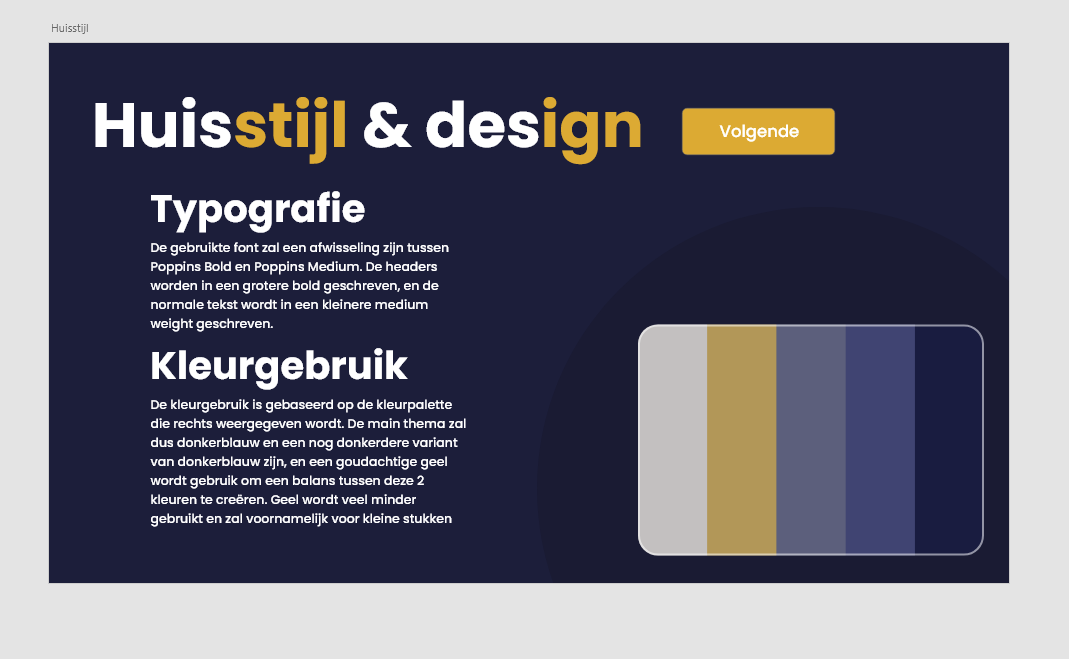 Huisstijl
Huisstijl & design
Volgende
Typografie
De gebruikte font zal een afwisseling zijn tussen
Poppins Bold en Poppins Medium. De headers
worden in een grotere bold geschreven, en de
normale tekst wordt in een kleinere medium
weight geschreven.
Kleurgebruik
De kleurgebruik is gebaseerd op de kleurpalette
die rechts weergegeven wordt. De main thema zal
dus donkerblauw en een nog donkerdere variant
van donkerblauw zijn, en een goudachtige geel
wordt gebruik om een balans tussen deze 2
kleuren te creëren. Geel wordt veel minder
gebruikt en zal voornamelijk voor kleine stukken